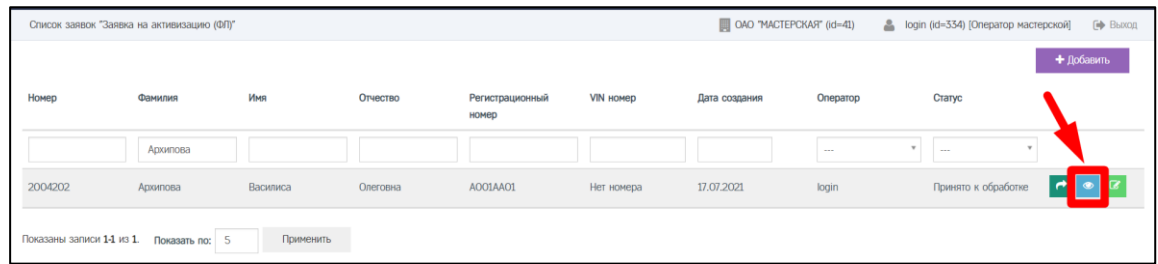 Список заявок "Заявка на активизацию (ФЛ)" ОАО "МАСТЕРСКАЯ" (id=41) login (id=334) [Оператор мастерской] Выход
+ Добавить
Номер Фамилия Имя Отчество Регистрационный номер VIN номер Дата создания Оператор Статус
Архипова --- ---
2004202 Архипова Василиса Олеговна А001АА01 Нет номера 17.07.2021 login Принято к обработке
Показаны записи 1-1 из 1. Показать по: 5 Применить